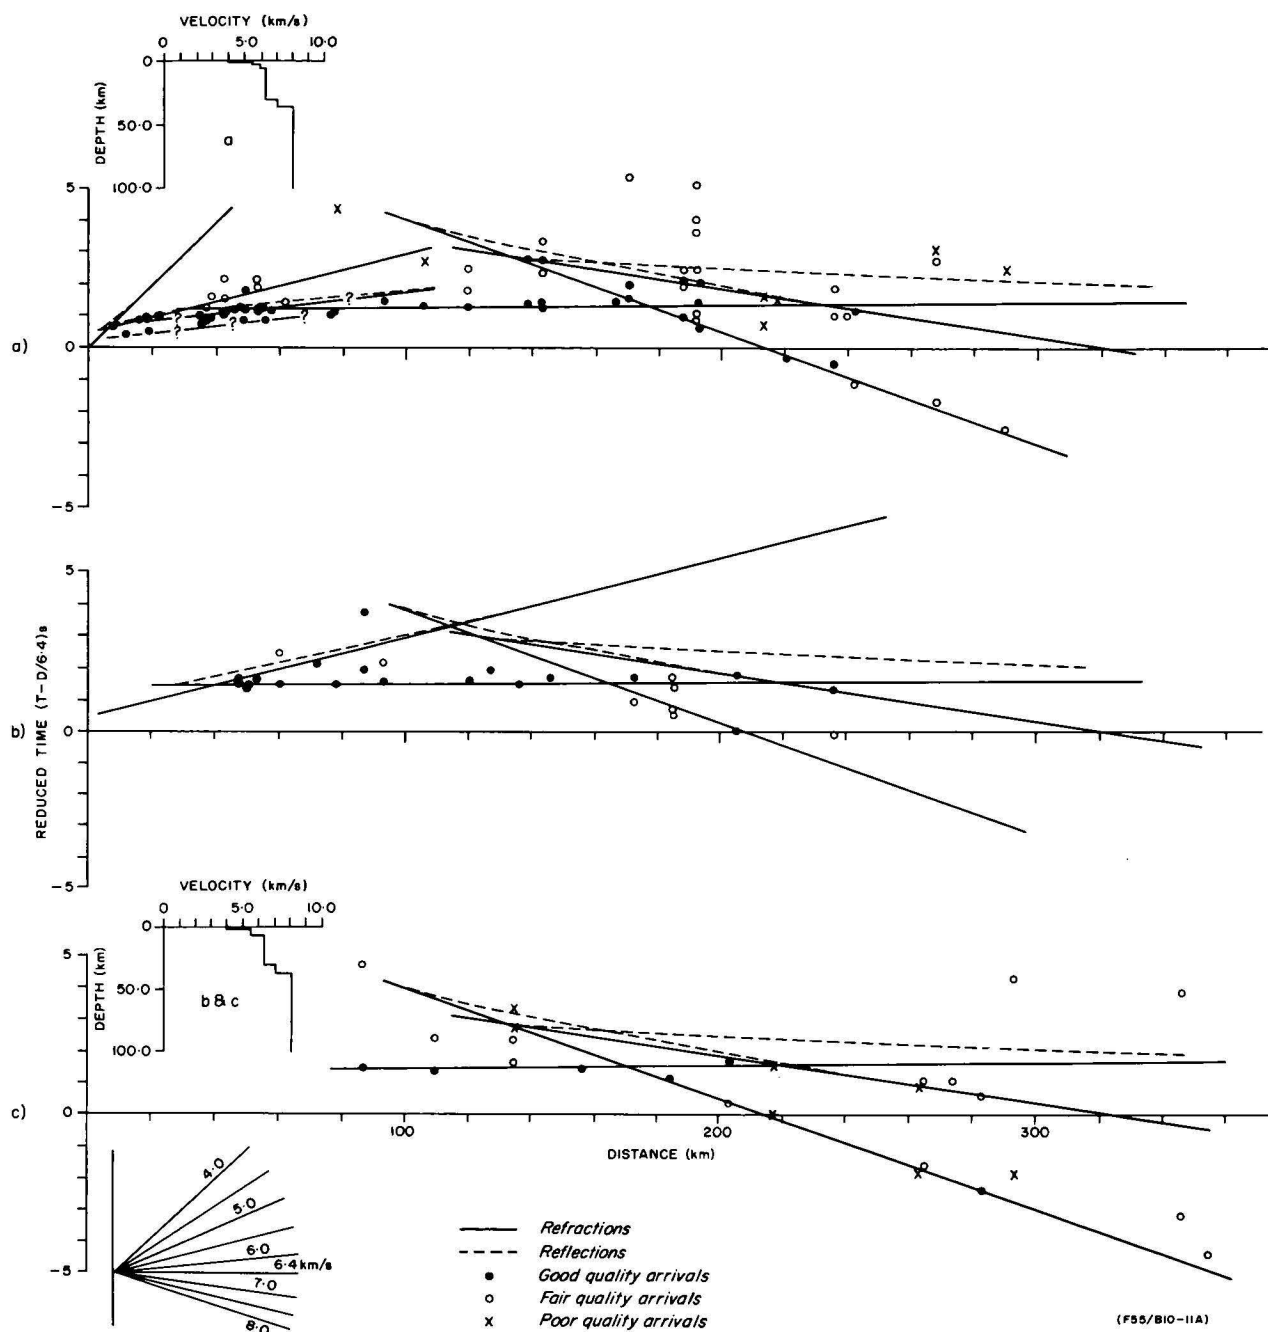 VELOCITY (km/s)
0 5·0 10·0
DEPTH (km)
0
50·0
100·0
a
5
0
-5
a)
?
?
?
?
?
5
0
-5
b)
REDUCED TIME (T-D/6·4)s
VELOCITY (km/s)
0 5·0 10·0
DEPTH (km)
0
50·0
100·0
b & c
5
0
-5
c)
100 200 300
DISTANCE (km)
4·0
5·0
6·0
6·4 km/s
7·0
8·0
Refractions
Reflections
Good quality arrivals
Fair quality arrivals
x Poor quality arrivals
(F55/B10-11A)